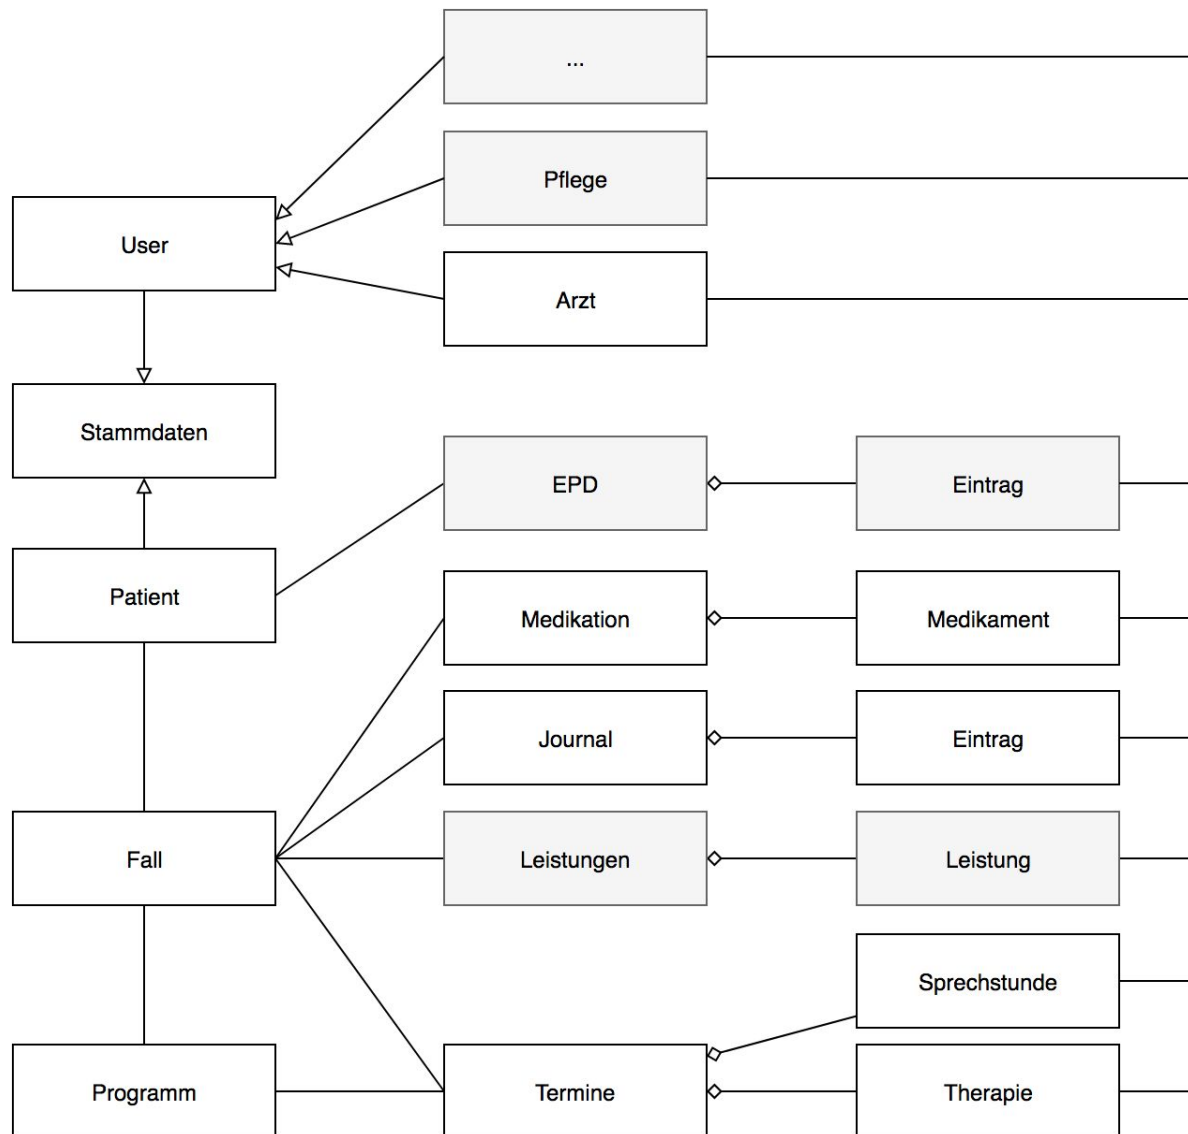 ...
Pflege
User
Arzt
Stammdaten
EPD
Eintrag
Patient
Medikation
Medikament
Journal
Eintrag
Fall
Leistungen
Leistung
Sprechstunde
Programm
Termine
Therapie